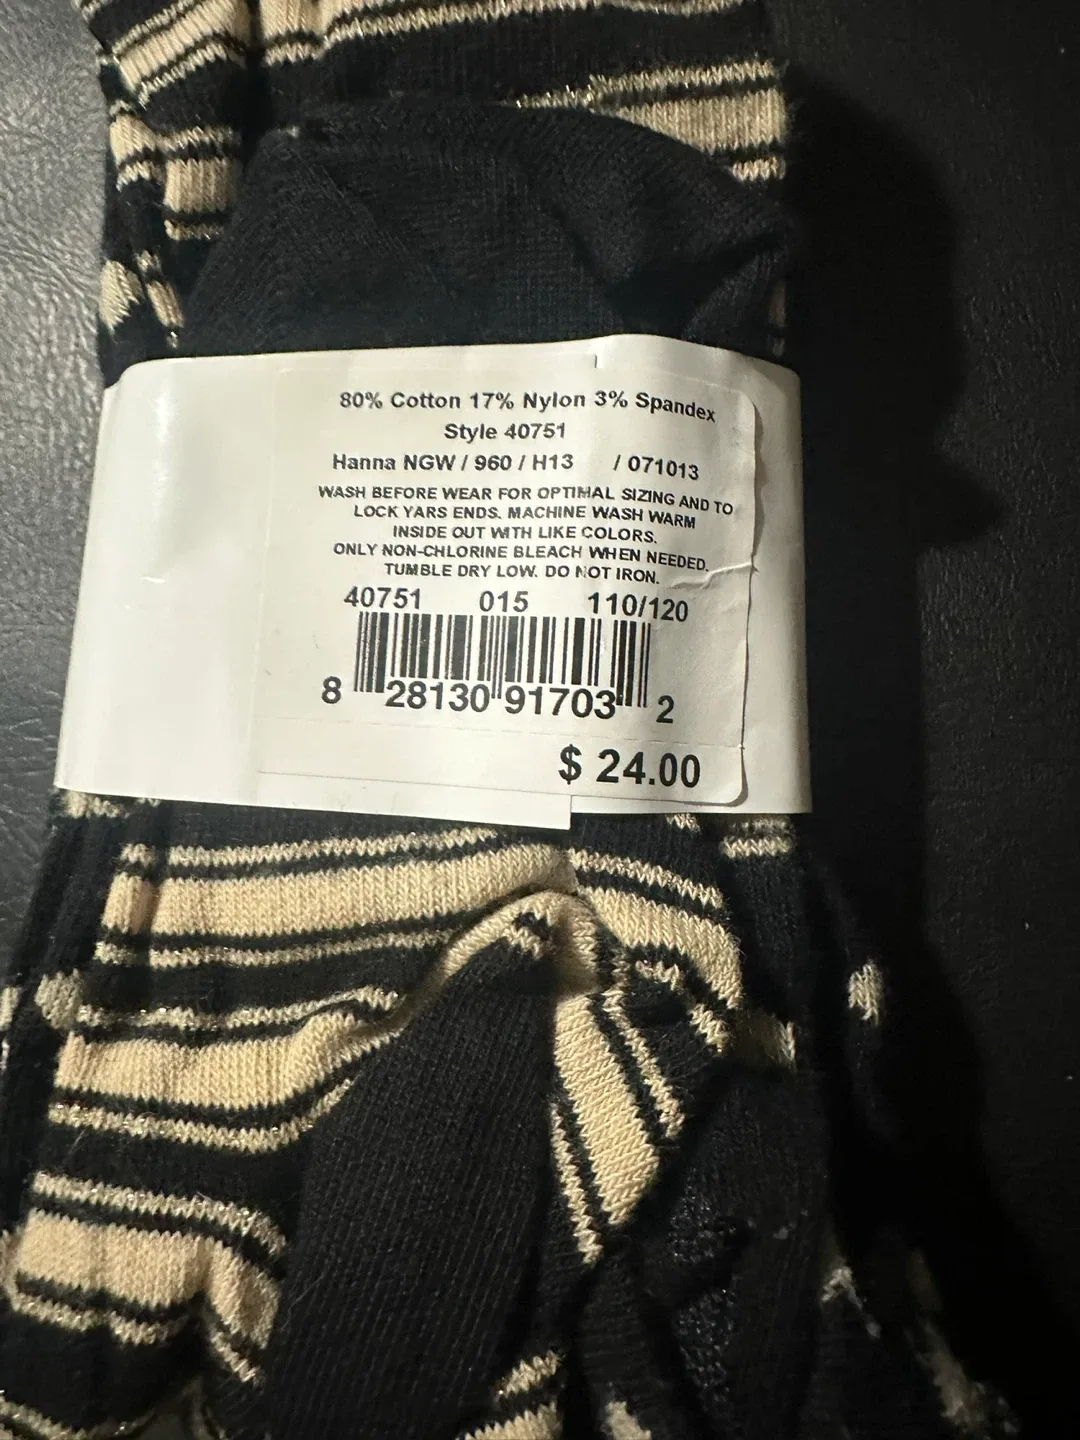 80% Cotton 17% Nylon 3% Spandex
Style 40751
Hanna NGW / 960 / H13 / 071013
WASH BEFORE WEAR FOR OPTIMAL SIZING AND TO
LOCK YARS ENDS. MACHINE WASH WARM
INSIDE OUT WITH LIKE COLORS.
ONLY NON-CHLORINE BLEACH WHEN NEEDED.
TUMBLE DRY LOW. DO NOT IRON.
40751 015 110/120
8 28130 91703 2
$ 24.00